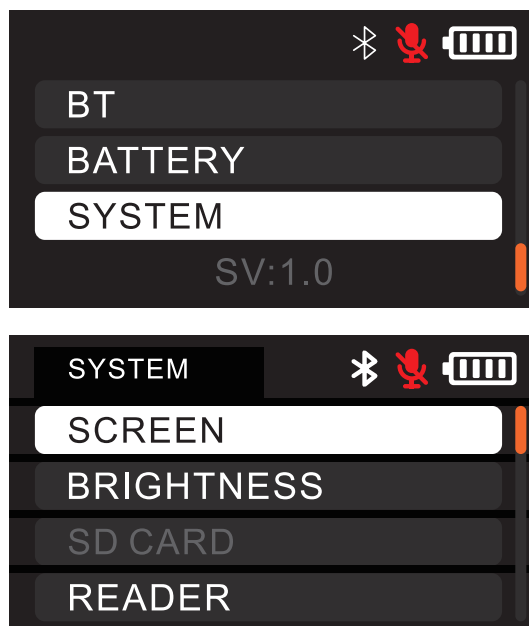 BT
BATTERY
SYSTEM
SV:1.0
SYSTEM
SCREEN
BRIGHTNESS
SD CARD
READER